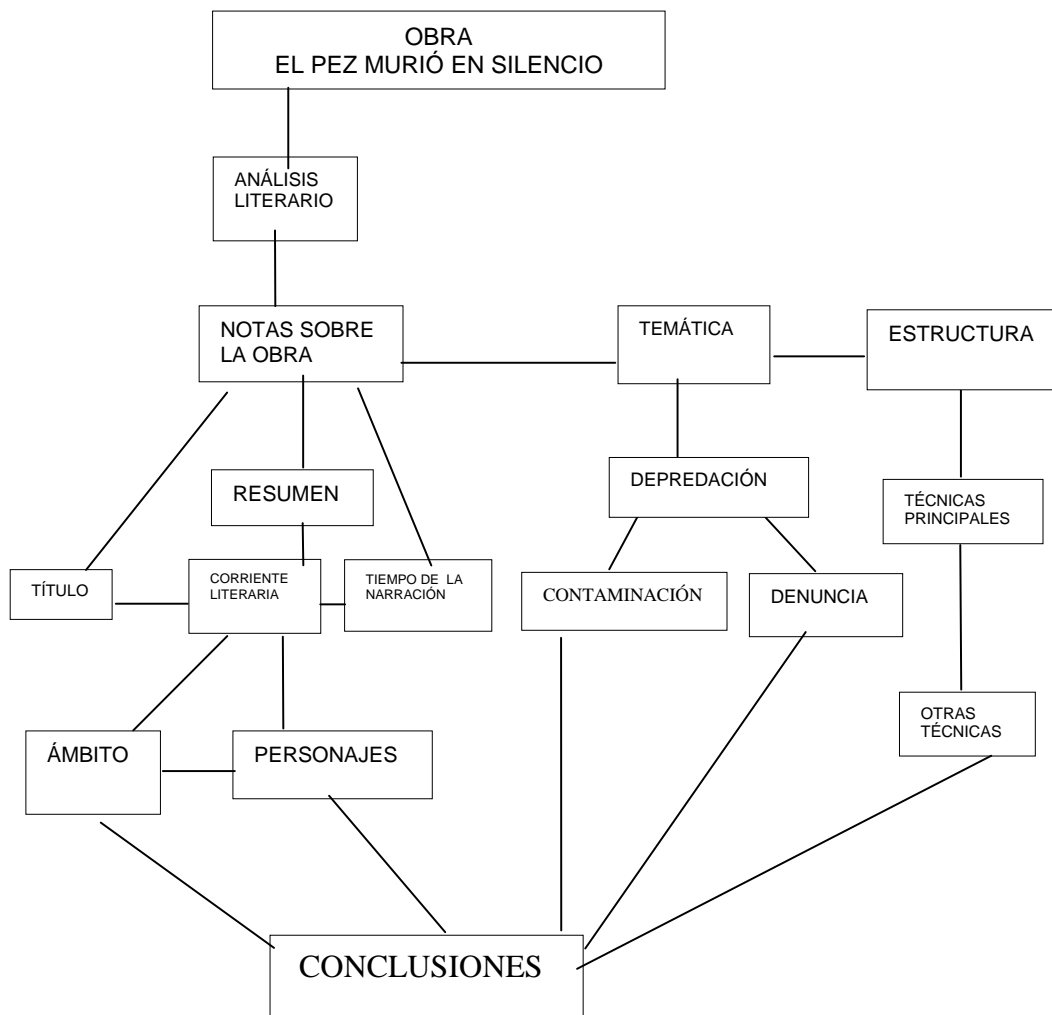 OBRA
EL PEZ MURIÓ EN SILENCIO
ANÁLISIS
LITERARIO
NOTAS SOBRE
LA OBRA
TEMÁTICA
ESTRUCTURA
RESUMEN
DEPREDACIÓN
TÉCNICAS
PRINCIPALES
TÍTULO
CORRIENTE
LITERARIA
TIEMPO DE LA
NARRACIÓN
CONTAMINACIÓN
DENUNCIA
OTRAS
TÉCNICAS
ÁMBITO
PERSONAJES
CONCLUSIONES